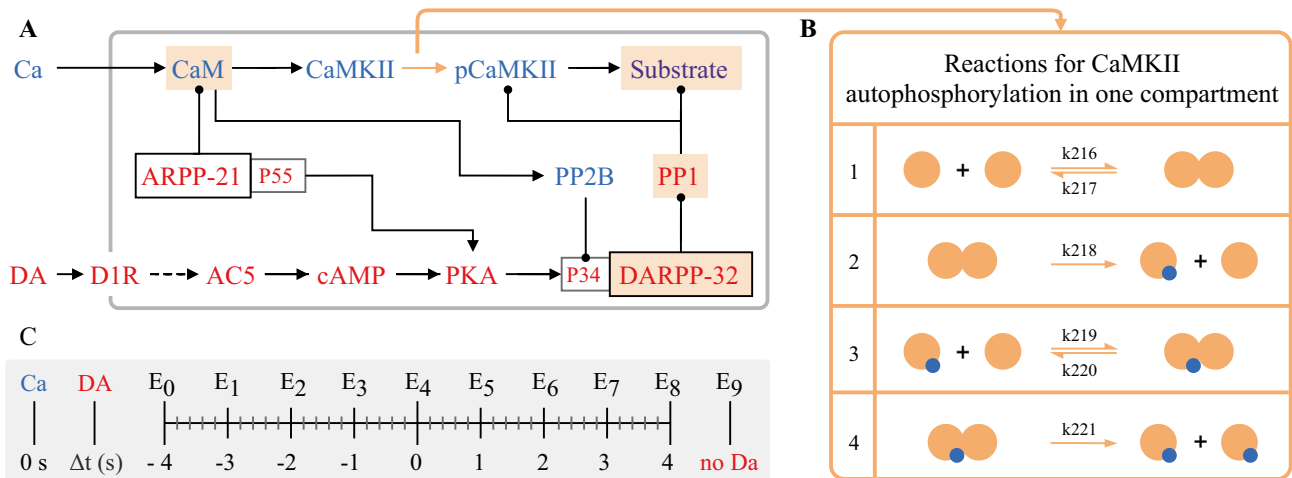 A
Ca CaM CaMKII pCaMKII Substrate
ARPP-21 P55 PP2B PP1
DA D1R AC5 cAMP PKA P34 DARPP-32
B
Reactions for CaMKII
autophosphorylation in one compartment
1 + k216
k217
2 k218 +
3 + k219
k220
4 k221 +
C
Ca DA E0 E1 E2 E3 E4 E5 E6 E7 E8 E9
0 s Δt (s) - 4 -3 -2 -1 0 1 2 3 4 no Da